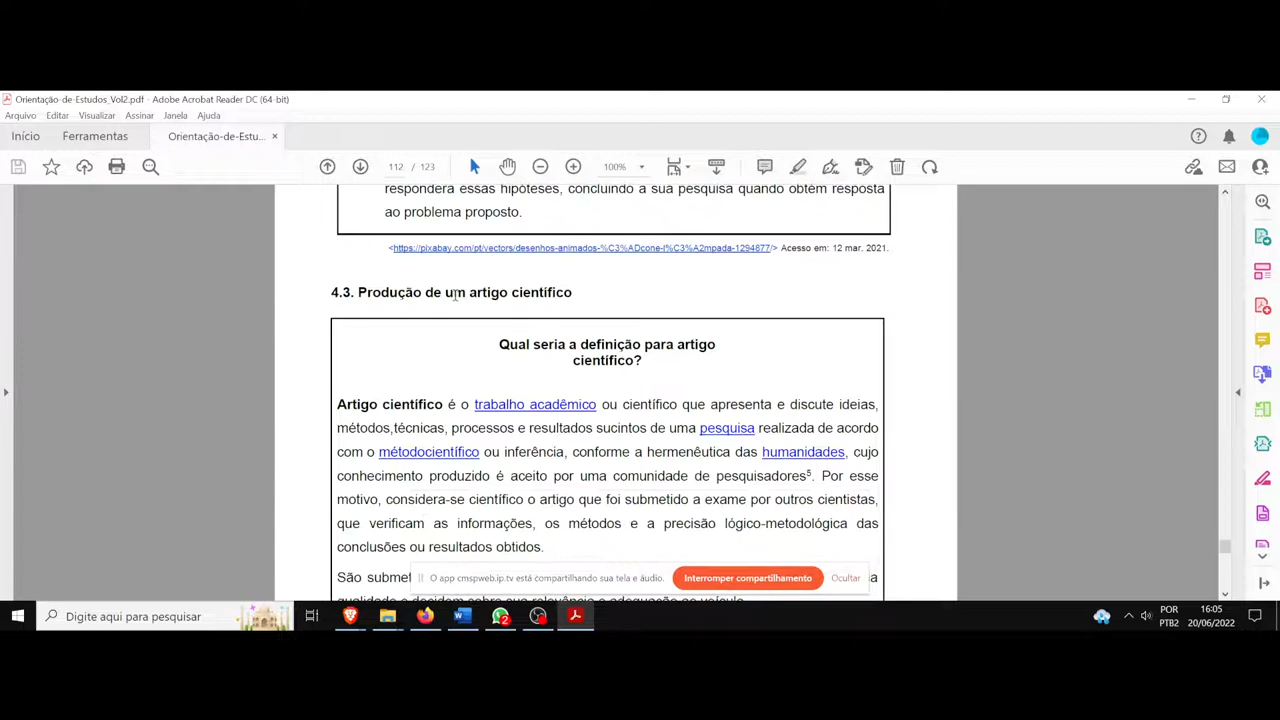 Orientação-de-Estudos_Vol2.pdf - Adobe Acrobat Reader DC (64-bit)
Arquivo Editar Visualizar Assinar Janela Ajuda
Início Ferramentas Orientação-de-Estu... ×
112 / 123 100%
responderá essas hipóteses, concluindo a sua pesquisa quando obtém resposta
ao problema proposto.
<https://pixabay.com/pt/vectors/desenhos-animados-%C3%ADcone-l%C3%A2mpada-1294877/> Acesso em: 12 mar. 2021.
4.3. Produção de um artigo científico
Qual seria a definição para artigo
científico?
Artigo científico é o trabalho acadêmico ou científico que apresenta e discute ideias,
métodos,técnicas, processos e resultados sucintos de uma pesquisa realizada de acordo
com o métodocientífico ou inferência, conforme a hermenêutica das humanidades, cujo
conhecimento produzido é aceito por uma comunidade de pesquisadores⁵. Por esse
motivo, considera-se científico o artigo que foi submetido a exame por outros cientistas,
que verificam as informações, os métodos e a precisão lógico-metodológica das
conclusões ou resultados obtidos.
São submet
O app cmspweb.ip.tv está compartilhando sua tela e áudio. Interromper compartilhamento Ocultar
a
qualidade e decidem sobre sua relevância e adequação ao veículo.
Digite aqui para pesquisar
POR 16:05
PTB2 20/06/2022